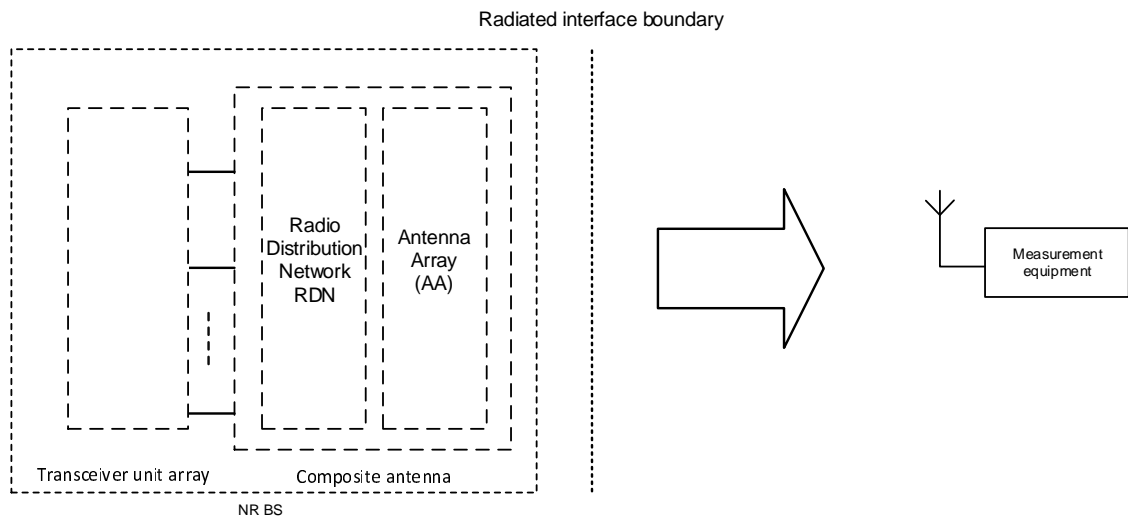 Radiated interface boundary
Radio
Distribution
Network
RDN
Antenna
Array
(AA)
Measurement
equipment
Transceiver unit array
Composite antenna
NR BS